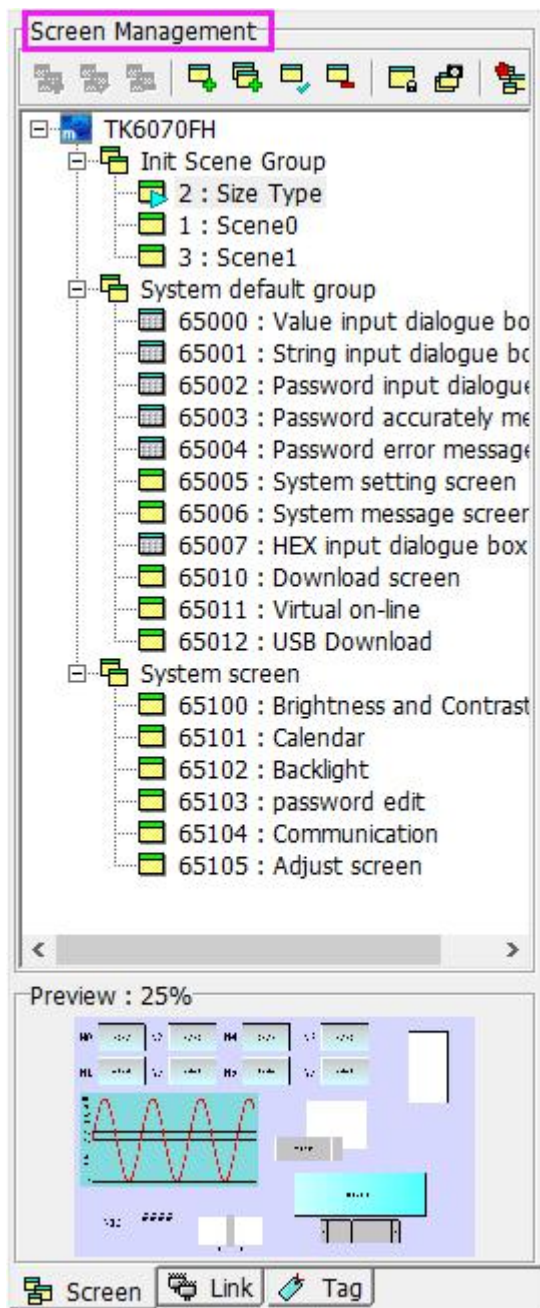 Screen Management
TK6070FH
Init Scene Group
2 : Size Type
1 : Scene0
3 : Scene1
System default group
65000 : Value input dialogue bo
65001 : String input dialogue bo
65002 : Password input dialogue
65003 : Password accurately me
65004 : Password error message
65005 : System setting screen
65006 : System message screen
65007 : HEX input dialogue box
65010 : Download screen
65011 : Virtual on-line
65012 : USB Download
System screen
65100 : Brightness and Contrast
65101 : Calendar
65102 : Backlight
65103 : password edit
65104 : Communication
65105 : Adjust screen
Preview : 25%
####
Screen Link Tag